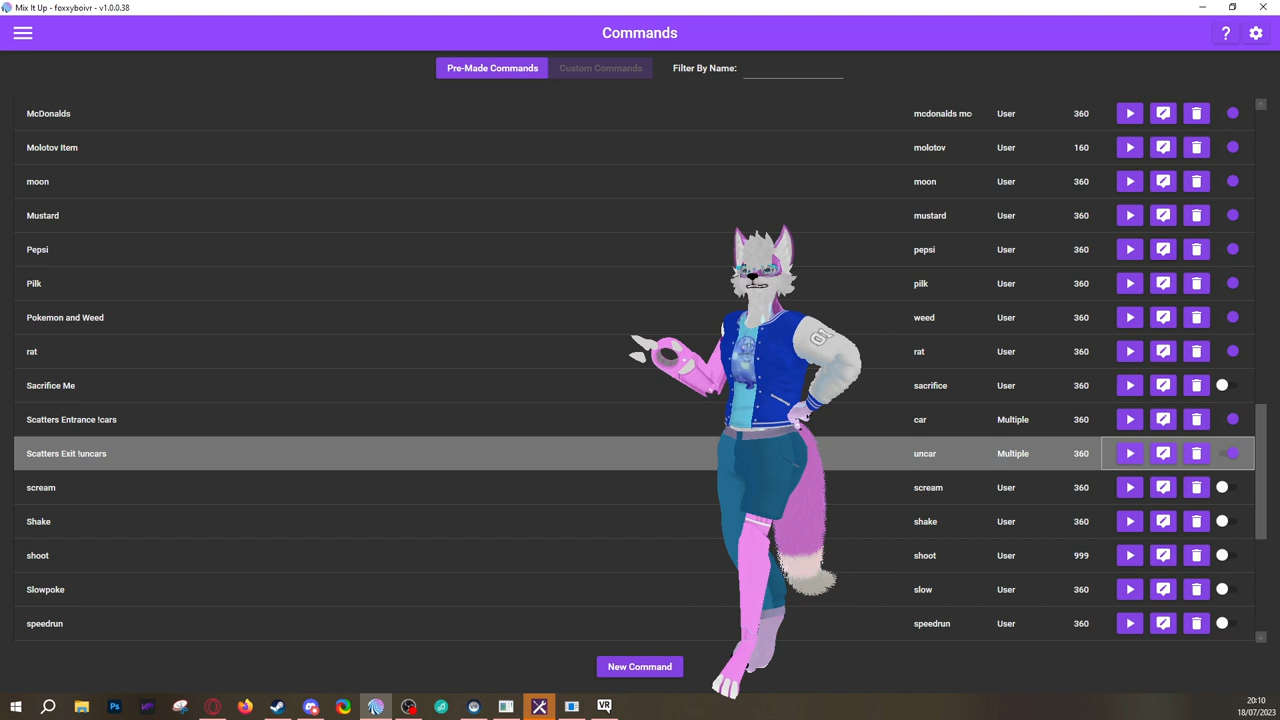 Mix It Up - foxxyboivr - v1.0.0.38
Commands
?
Pre-Made Commands Custom Commands Filter By Name:
McDonalds mcdonalds mc User 360
Molotov Item molotov User 160
moon moon User 360
Mustard mustard User 360
Pepsi pepsi User 360
Pilk pilk User 360
Pokemon and Weed weed User 360
rat rat User 360
Sacrifice Me sacrifice User 360
Scatters Entrance !cars car Multiple 360
Scatters Exit !uncars uncar Multiple 360
scream scream User 360
Shake shake User 360
shoot shoot User 999
Slowpoke slow User 360
speedrun speedrun User 360
New Command
Ps VR 20:10
18/07/2023